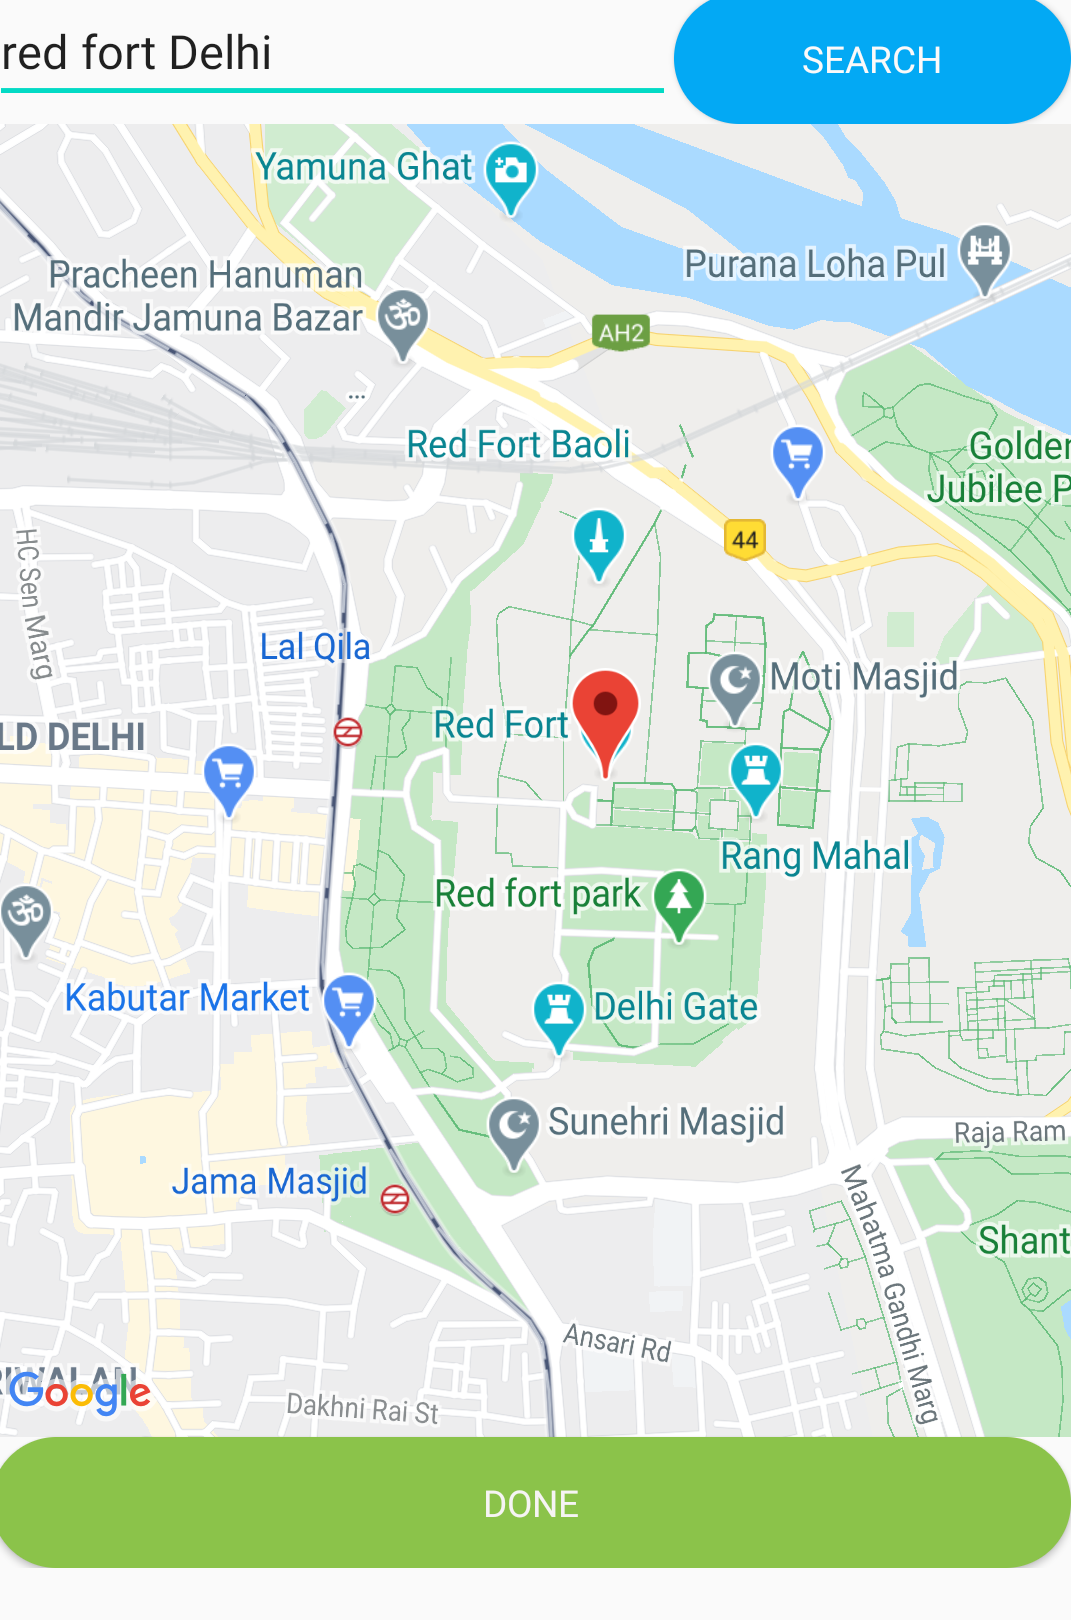 red fort Delhi
SEARCH
Yamuna Ghat
Purana Loha Pul
Pracheen Hanuman
Mandir Jamuna Bazar
AH2
...
Red Fort Baoli
Golden
Jubilee P
44
HC Sen Marg
Lal Qila
Moti Masjid
LD DELHI
Red Fort
Rang Mahal
Red fort park
Kabutar Market
Delhi Gate
Sunehri Masjid
Raja Ram
Jama Masjid
Mahatma Gandhi Marg
Shant
Ansari Rd
RIWALAN
Google
Dakhni Rai St
DONE